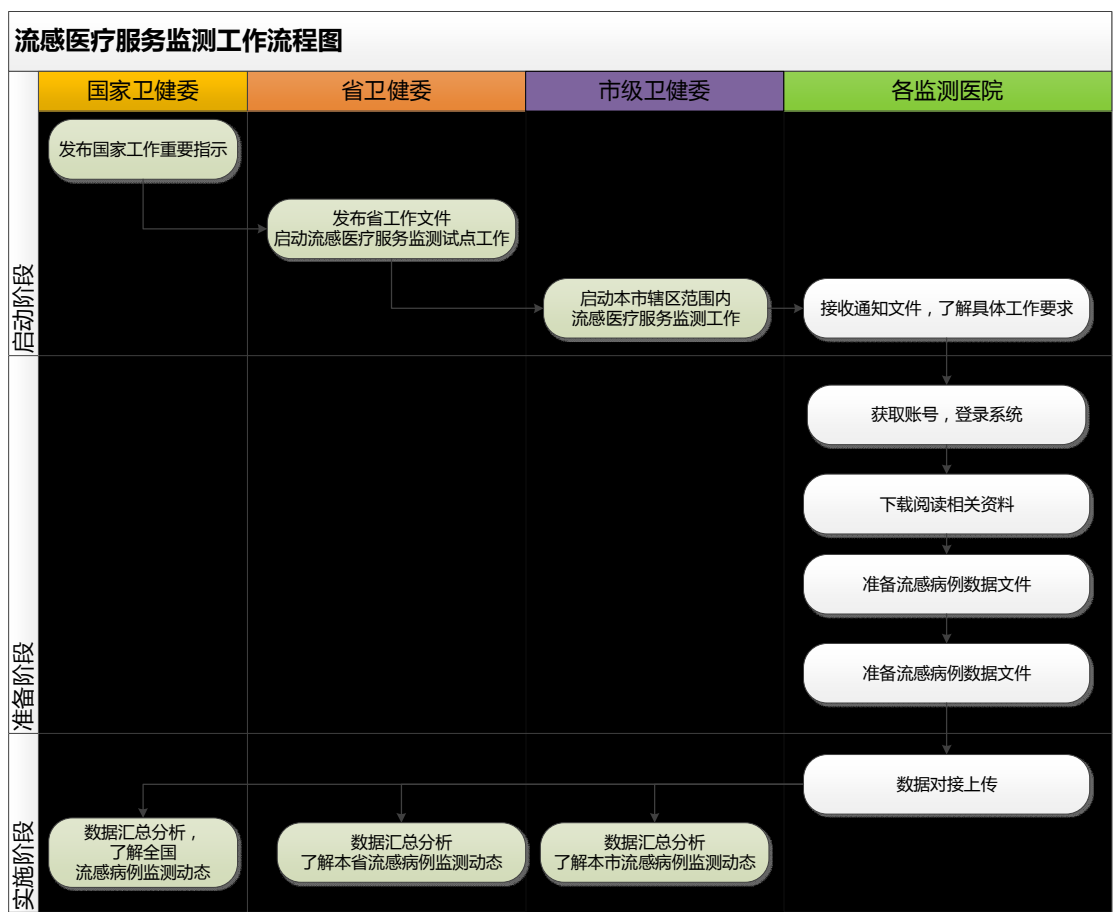 流感医疗服务监测工作流程图
国家卫健委
省卫健委
市级卫健委
各监测医院
启动阶段
发布国家工作重要指示
发布省工作文件
启动流感医疗服务监测试点工作
启动本市辖区范围内
流感医疗服务监测工作
接收通知文件，了解具体工作要求
准备阶段
获取账号，登录系统
下载阅读相关资料
准备流感病例数据文件
准备流感病例数据文件
实施阶段
数据对接上传
数据汇总分析，
了解全国
流感病例监测动态
数据汇总分析
了解本省流感病例监测动态
数据汇总分析
了解本市流感病例监测动态